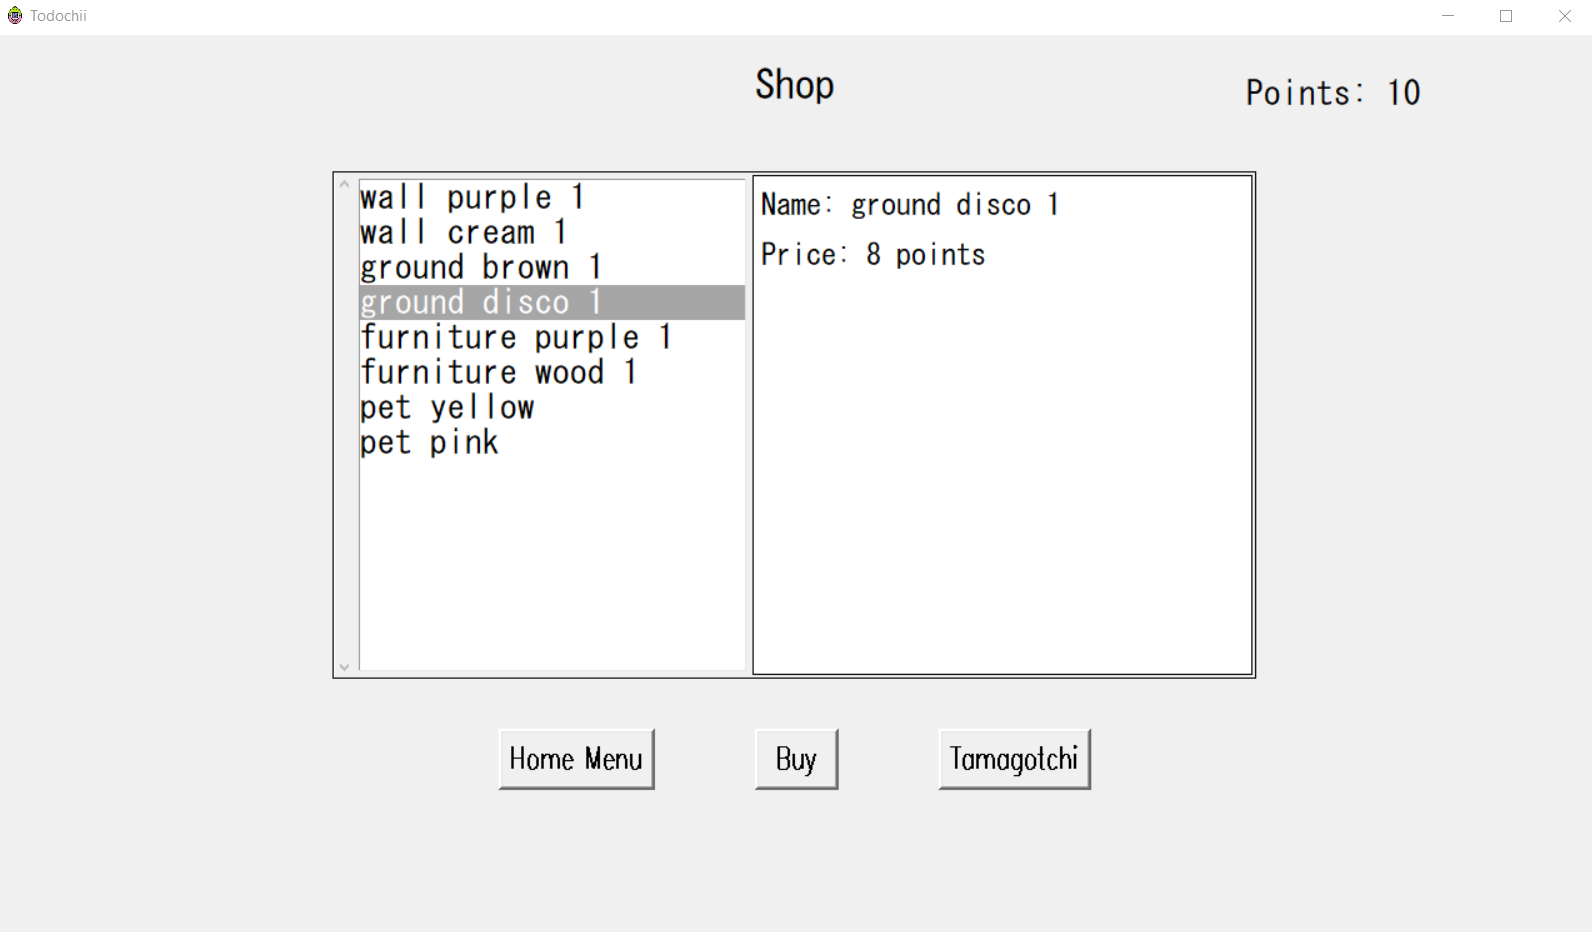 Todochii
Shop
Points: 10
wall purple 1
wall cream 1
ground brown 1
ground disco 1
furniture purple 1
furniture wood 1
pet yellow
pet pink
Name: ground disco 1
Price: 8 points
Home Menu
Buy
Tamagotchi